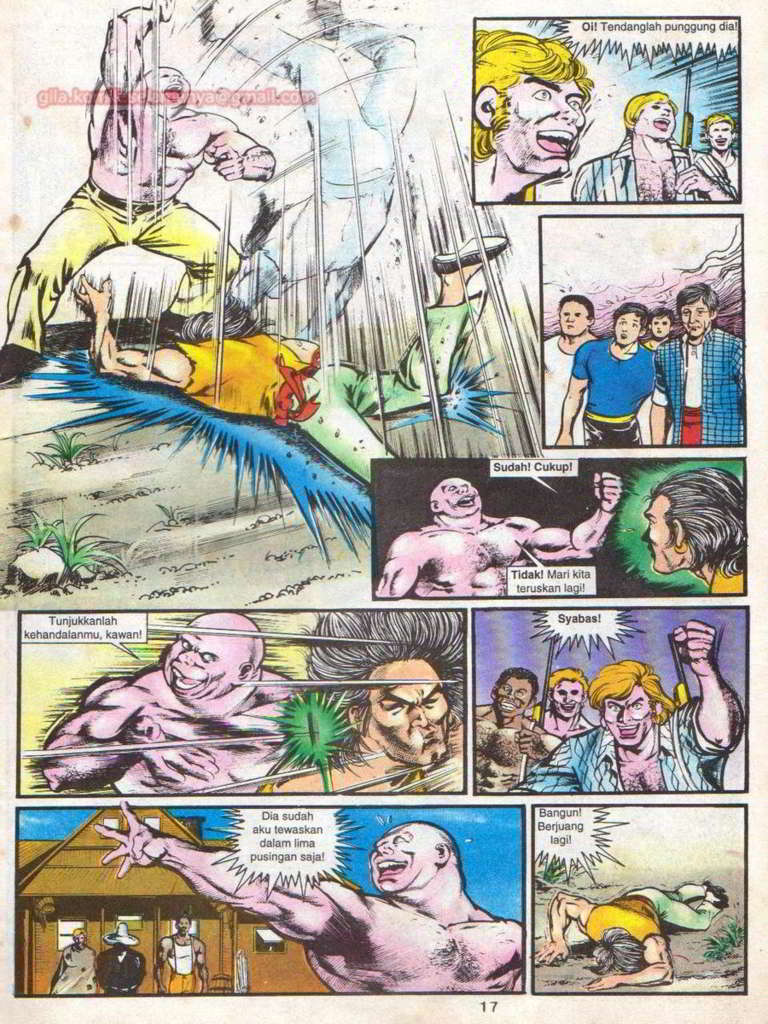 Oi! Tendanglah punggung dia!
Sudah! Cukup!
Tidak! Mari kita
teruskan lagi!
Tunjukkanlah
kehandalanmu, kawan!
Syabas!
Dia sudah
aku tewaskan
dalam lima
pusingan saja!
Bangun!
Berjuang
lagi!
17